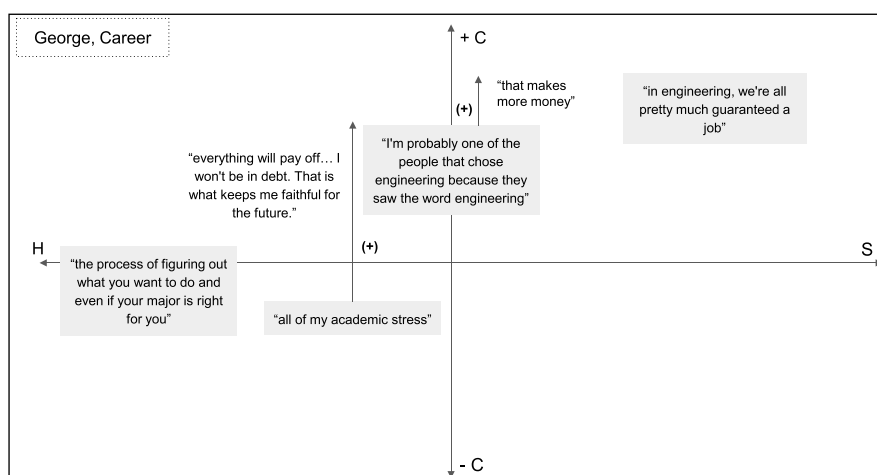 George, Career
+ C
“that makes
more money”
(+)
“in engineering, we're all
pretty much guaranteed a
job”
“I'm probably one of the
people that chose
engineering because they
saw the word engineering”
“everything will pay off… I
won't be in debt. That is
what keeps me faithful for
the future.”
(+)
H
S
“the process of figuring out
what you want to do and
even if your major is right
for you”
“all of my academic stress”
- C